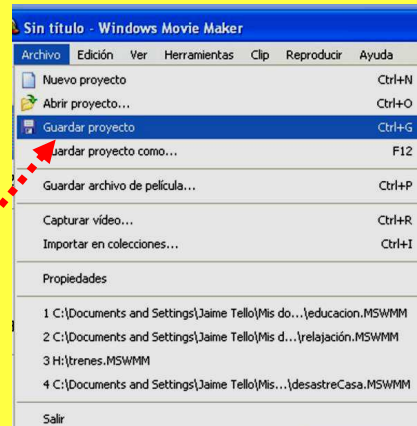 Sin título - Windows Movie Maker
Archivo Edición Ver Herramientas Clip Reproducir Ayuda
Nuevo proyecto Ctrl+N
Abrir proyecto... Ctrl+O
Guardar proyecto Ctrl+G
Guardar proyecto como... F12
Guardar archivo de película... Ctrl+P
Capturar vídeo... Ctrl+R
Importar en colecciones... Ctrl+I
Propiedades
1 C:\Documents and Settings\Jaime Tello\Mis do...\educacion.MSWMM
2 C:\Documents and Settings\Jaime Tello\Mis d...\relajación.MSWMM
3 H:\trenes.MSWMM
4 C:\Documents and Settings\Jaime Tello\Mis...\desastreCasa.MSWMM
Salir